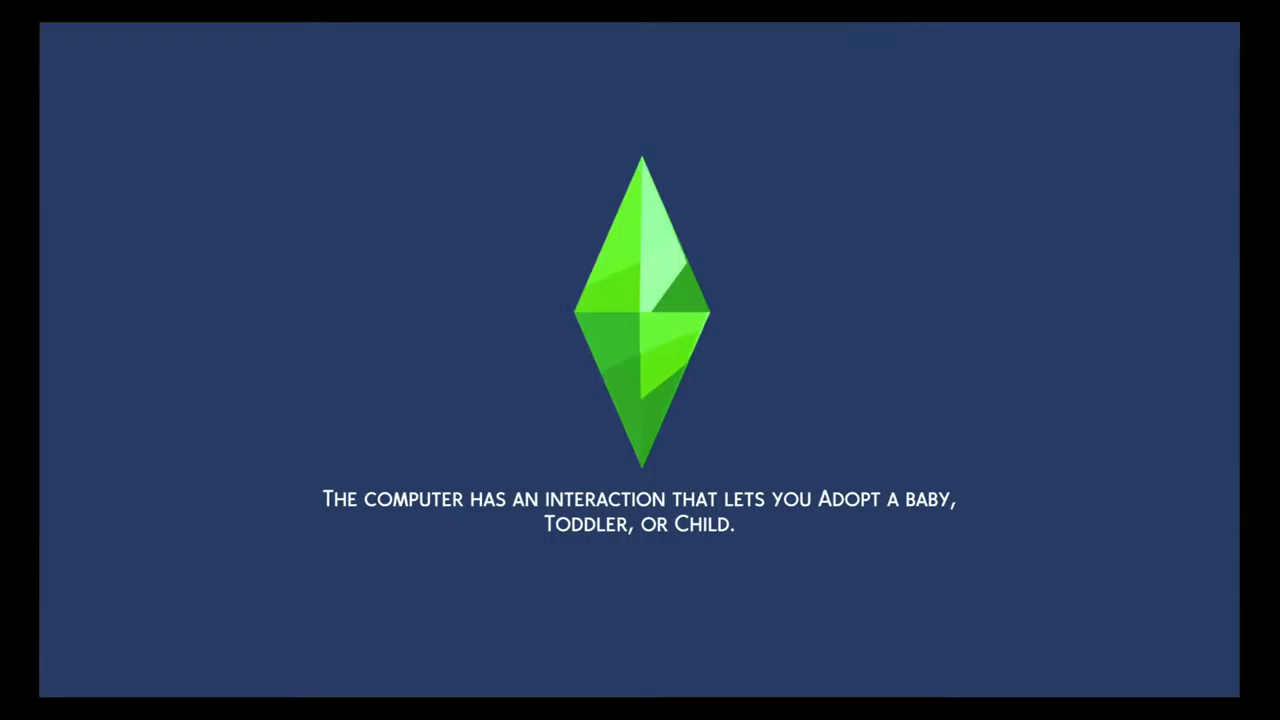 The computer has an interaction that lets you Adopt a baby,
Toddler, or Child.